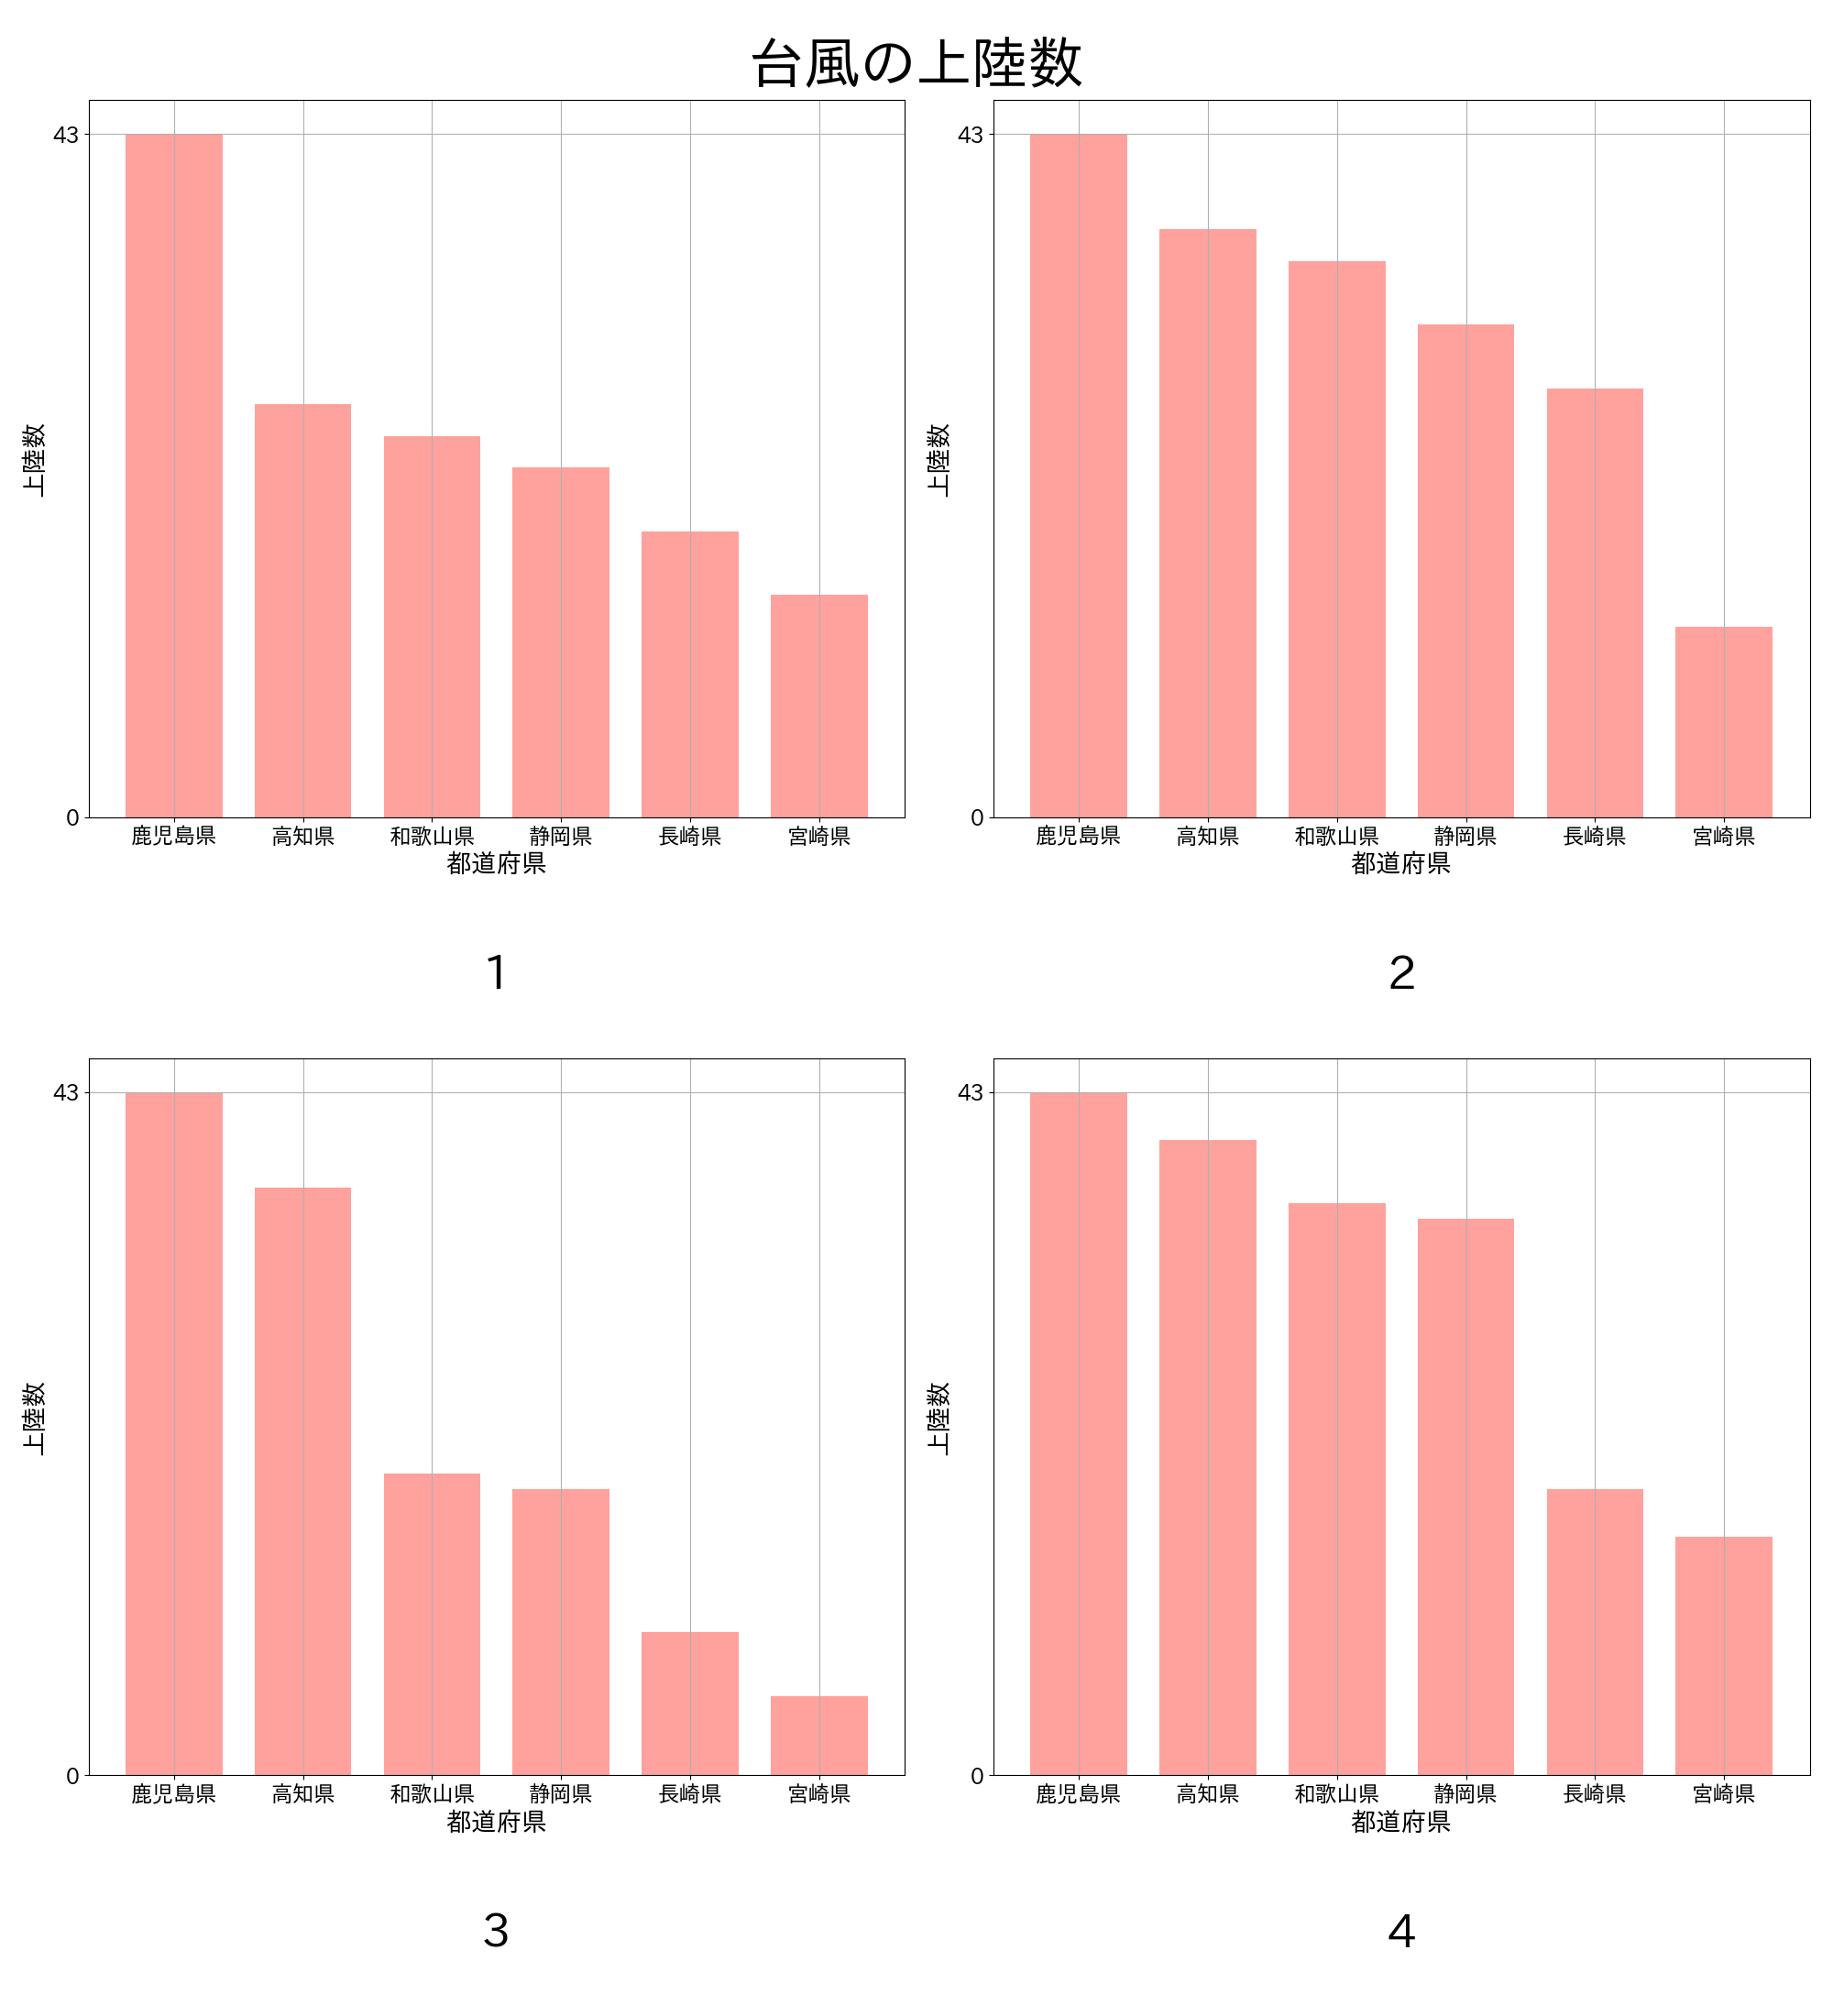 台風の上陸数
43
上陸数
0
鹿児島県 高知県 和歌山県 静岡県 長崎県 宮崎県
都道府県
1
43
上陸数
0
鹿児島県 高知県 和歌山県 静岡県 長崎県 宮崎県
都道府県
2
43
上陸数
0
鹿児島県 高知県 和歌山県 静岡県 長崎県 宮崎県
都道府県
3
43
上陸数
0
鹿児島県 高知県 和歌山県 静岡県 長崎県 宮崎県
都道府県
4